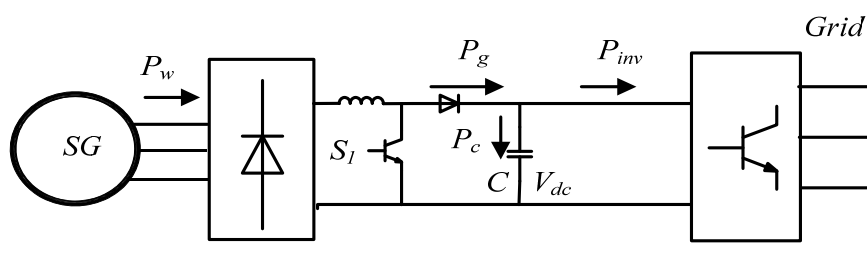 Grid
P_w
P_g
P_inv
SG
S_1
P_c
C
V_dc